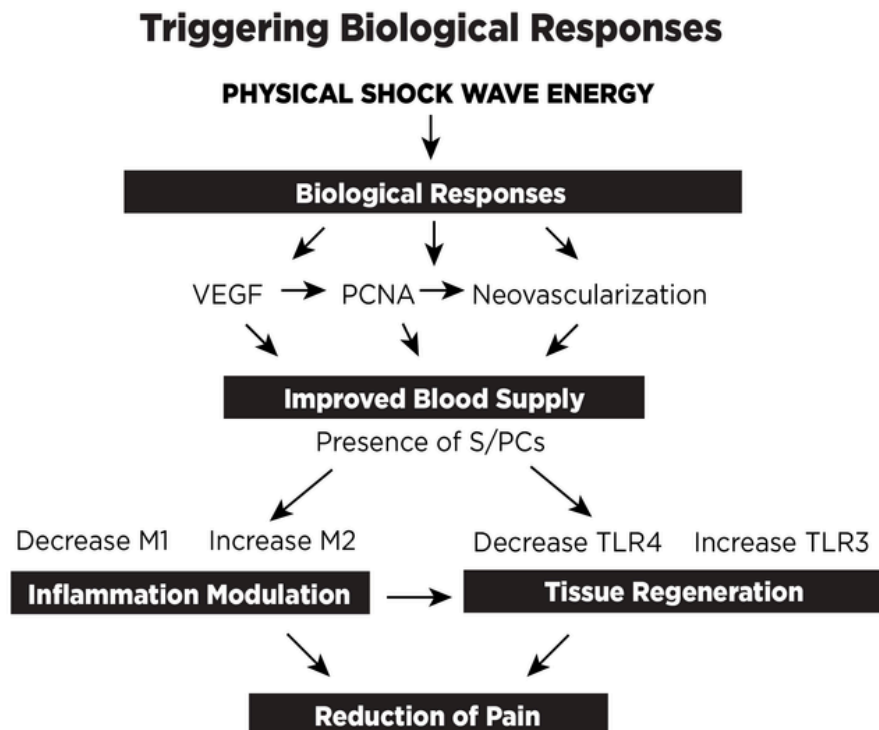 Triggering Biological Responses
PHYSICAL SHOCK WAVE ENERGY
Biological Responses
VEGF PCNA Neovascularization
Improved Blood Supply
Presence of S/PCs
Decrease M1 Increase M2 Decrease TLR4 Increase TLR3
Inflammation Modulation Tissue Regeneration
Reduction of Pain